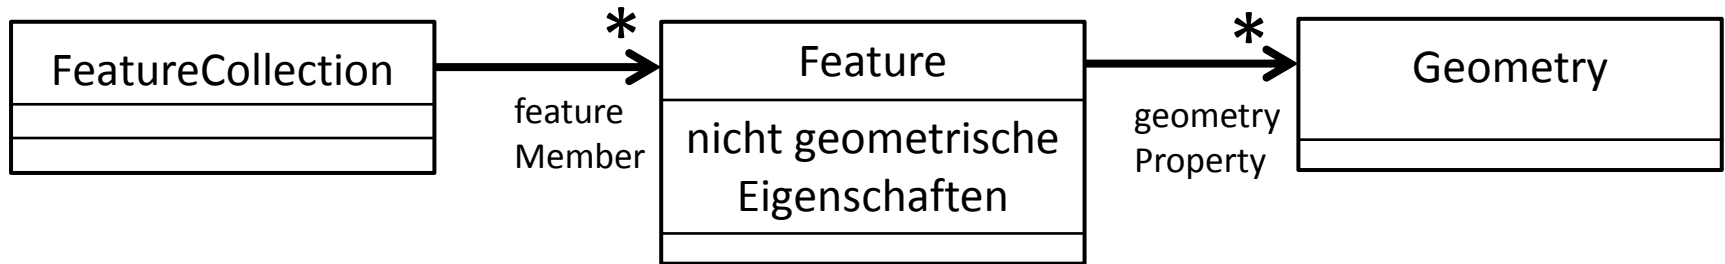 FeatureCollection
*
feature
Member
Feature
nicht geometrische
Eigenschaften
*
geometry
Property
Geometry